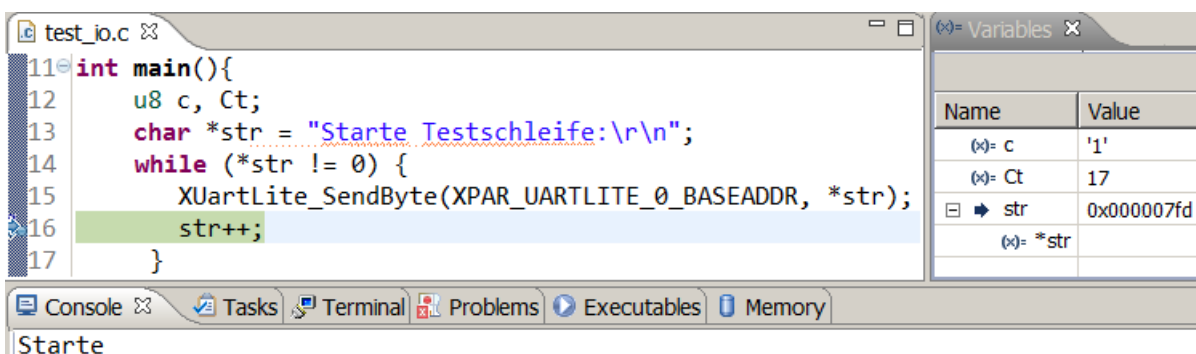 test_io.c
(x)= Variables
11 int main(){
12 u8 c, Ct;
13 char *str = "Starte Testschleife:\r\n";
14 while (*str != 0) {
15 XUartLite_SendByte(XPAR_UARTLITE_0_BASEADDR, *str);
16 str++;
17 }
Name Value
(x)= c '1'
(x)= Ct 17
str 0x000007fd
(x)= *str
Console Tasks Terminal Problems Executables Memory
Starte